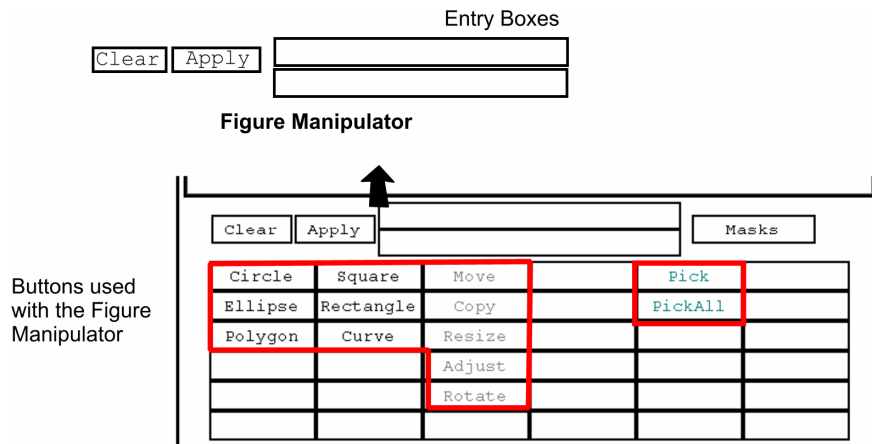 Entry Boxes
Clear Apply
Figure Manipulator
Clear Apply Masks
Circle Square Move Pick
Buttons used
with the Figure
Manipulator
Ellipse Rectangle Copy PickAll
Polygon Curve Resize
Adjust
Rotate